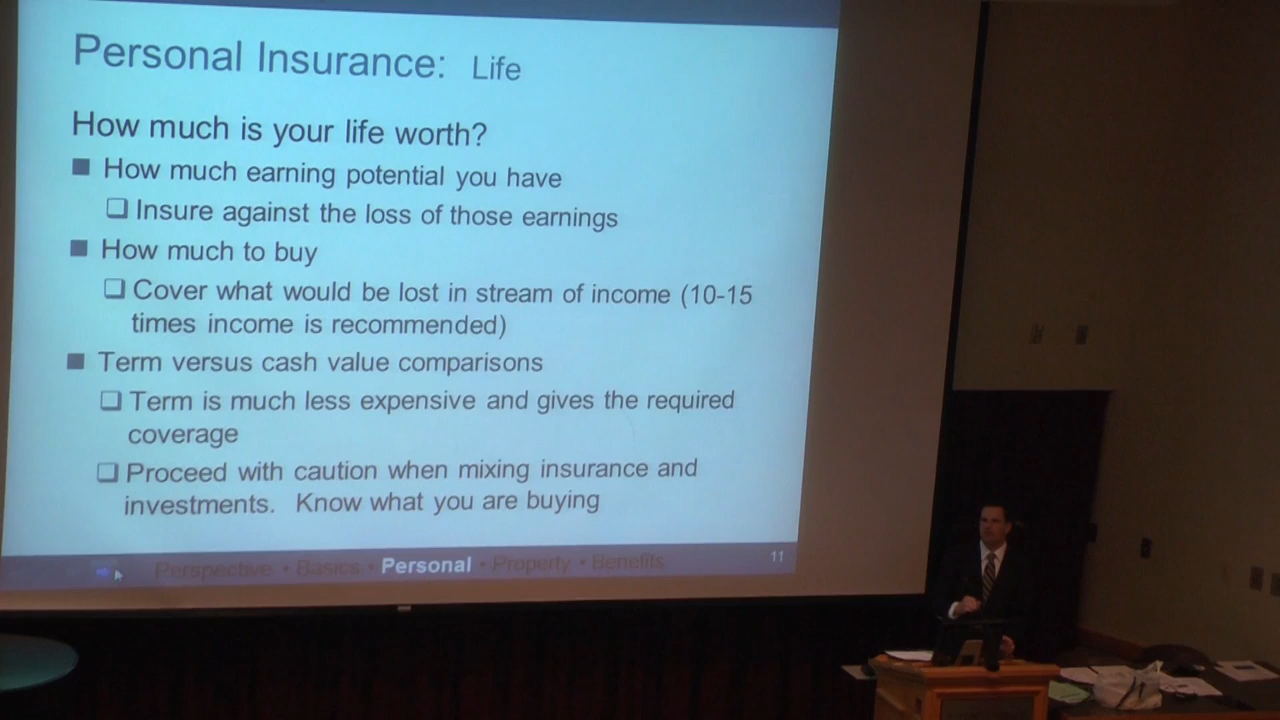 Personal Insurance: Life
How much is your life worth?
How much earning potential you have
Insure against the loss of those earnings
How much to buy
Cover what would be lost in stream of income (10-15
times income is recommended)
Term versus cash value comparisons
Term is much less expensive and gives the required
coverage
Proceed with caution when mixing insurance and
investments. Know what you are buying
Perspective • Basics • Personal • Property • Benefits
11